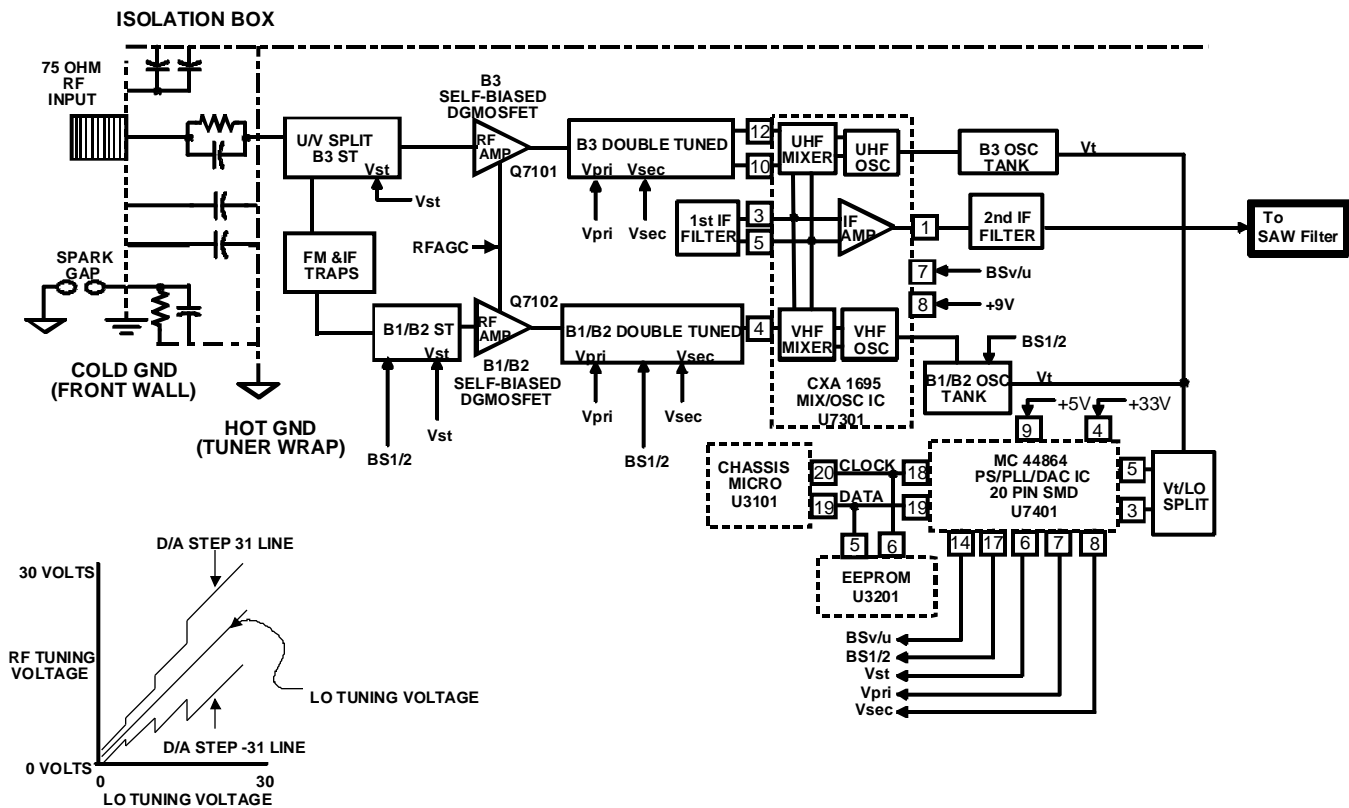 ISOLATION BOX
75 OHM
RF
INPUT
U/V SPLIT
B3 ST
Vst
Vst
FM &IF
TRAPS
B3
SELF-BIASED
DGMOSFET
RF
AMP
Q7101
RFAGC
Q7102
RF
AMP
B1/B2
SELF-BIASED
DGMOSFET
B1/B2 ST
Vst
BS1/2
Vst
B3 DOUBLE TUNED
Vpri
Vsec
Vpri
Vsec
12
10
1st IF
FILTER
3
5
B1/B2 DOUBLE TUNED
Vpri
Vsec
Vpri
BS1/2
Vsec
4
UHF
MIXER
UHF
OSC
IF
AMP
VHF
MIXER
VHF
OSC
CXA 1695
MIX/OSC IC
U7301
1
7
BSv/u
8
+9V
B3 OSC
TANK
Vt
2nd IF
FILTER
To
SAW Filter
BS1/2
B1/B2 OSC
TANK
Vt
SPARK
GAP
COLD GND
(FRONT WALL)
HOT GND
(TUNER WRAP)
+5V
+33V
9
4
CHASSIS
MICRO
U3101
20
CLOCK
18
19
DATA
19
MC 44864
PS/PLL/DAC IC
20 PIN SMD
U7401
5
3
Vt/LO
SPLIT
5
6
EEPROM
U3201
14
17
6
7
8
BSv/u
BS1/2
Vst
Vpri
Vsec
D/A STEP 31 LINE
30 VOLTS
RF TUNING
VOLTAGE
LO TUNING VOLTAGE
D/A STEP -31 LINE
0 VOLTS
0
30
LO TUNING VOLTAGE